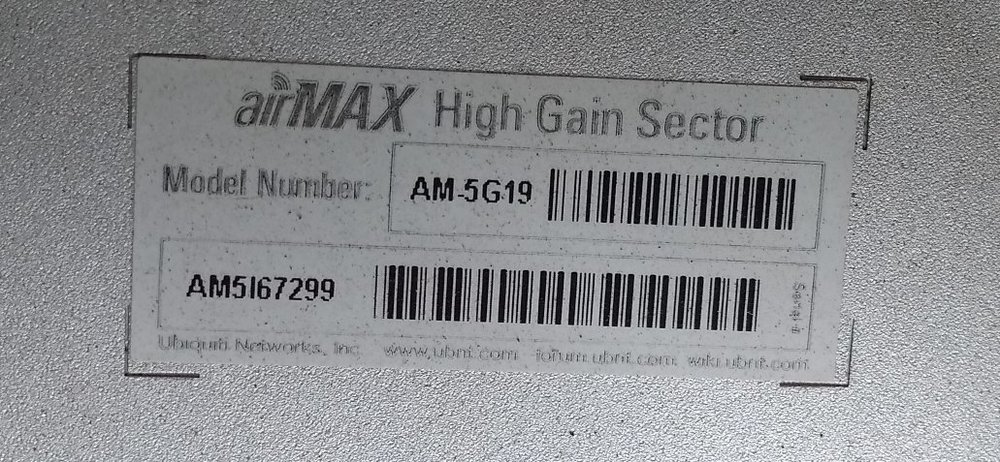 airMAX High Gain Sector
Model Number: AM-5G19
AM5I67299
Serial #
Ubiquiti Networks, Inc. www.ubnt.com forum.ubnt.com wiki.ubnt.com